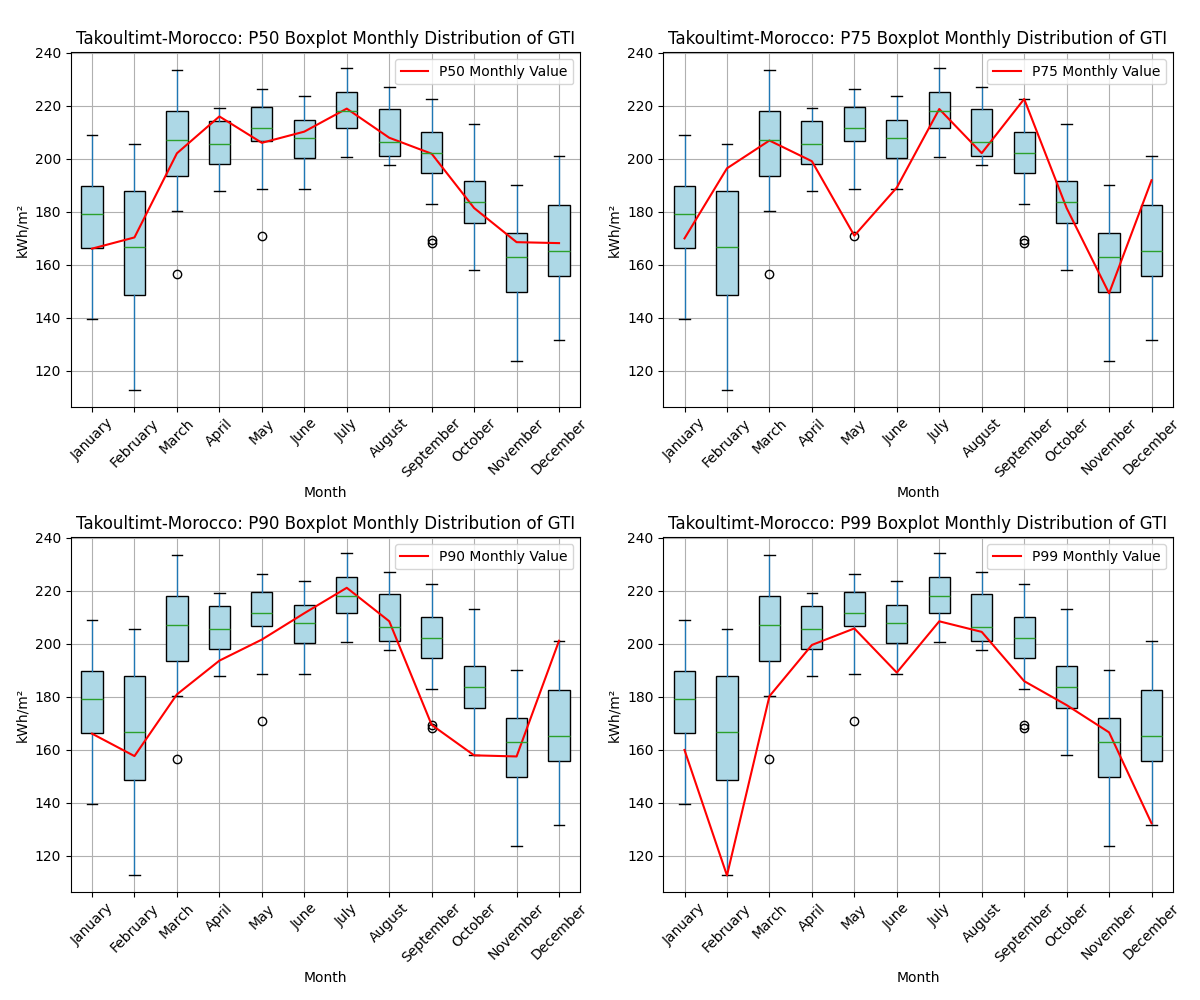 Takoultimt-Morocco: P50 Boxplot Monthly Distribution of GTI
P50 Monthly Value
240
220
200
180
160
140
120
kWh/m²
January
February
March
April
May
June
July
August
September
October
November
December
Month
Takoultimt-Morocco: P75 Boxplot Monthly Distribution of GTI
P75 Monthly Value
240
220
200
180
160
140
120
kWh/m²
January
February
March
April
May
June
July
August
September
October
November
December
Month
Takoultimt-Morocco: P90 Boxplot Monthly Distribution of GTI
P90 Monthly Value
240
220
200
180
160
140
120
kWh/m²
January
February
March
April
May
June
July
August
September
October
November
December
Month
Takoultimt-Morocco: P99 Boxplot Monthly Distribution of GTI
P99 Monthly Value
240
220
200
180
160
140
120
kWh/m²
January
February
March
April
May
June
July
August
September
October
November
December
Month